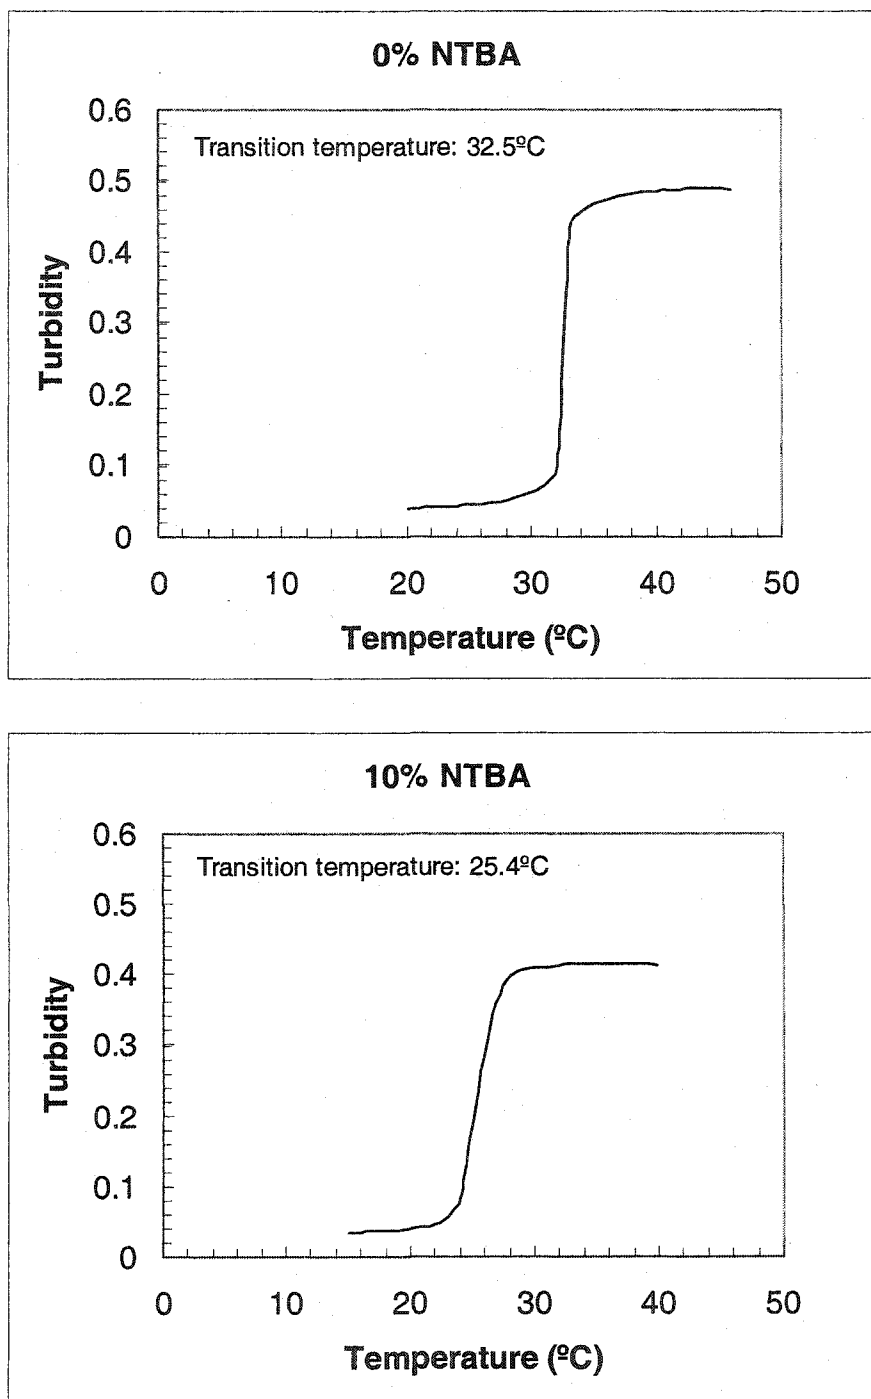 0% NTBA
0.6
Transition temperature: 32.5ºC
0.5
0.4
0.3
0.2
0.1
0
Turbidity
0 10 20 30 40 50
Temperature (ºC)
10% NTBA
0.6
Transition temperature: 25.4ºC
0.5
0.4
0.3
0.2
0.1
0
Turbidity
0 10 20 30 40 50
Temperature (ºC)